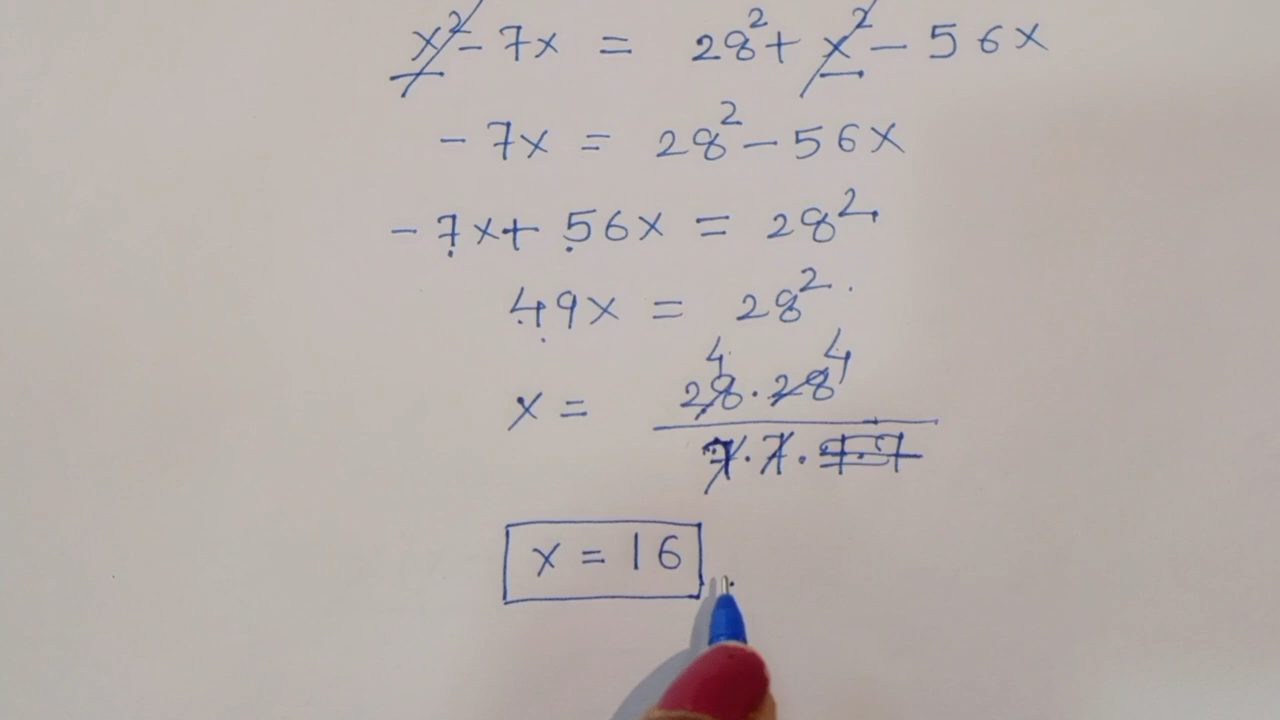 x² - 7x = 28² + x² - 56x
- 7x = 28² - 56x
- 7x + 56x = 28²
49x = 28²
4 4
x = 28 · 28
7 · 7 · 7·7
x = 16